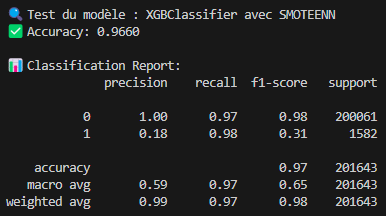 🔍 Test du modèle : XGBClassifier avec SMOTEENN
✅ Accuracy: 0.9660
📊 Classification Report:
precision recall f1-score support
0 1.00 0.97 0.98 200061
1 0.18 0.98 0.31 1582
accuracy 0.97 201643
macro avg 0.59 0.97 0.65 201643
weighted avg 0.99 0.97 0.98 201643